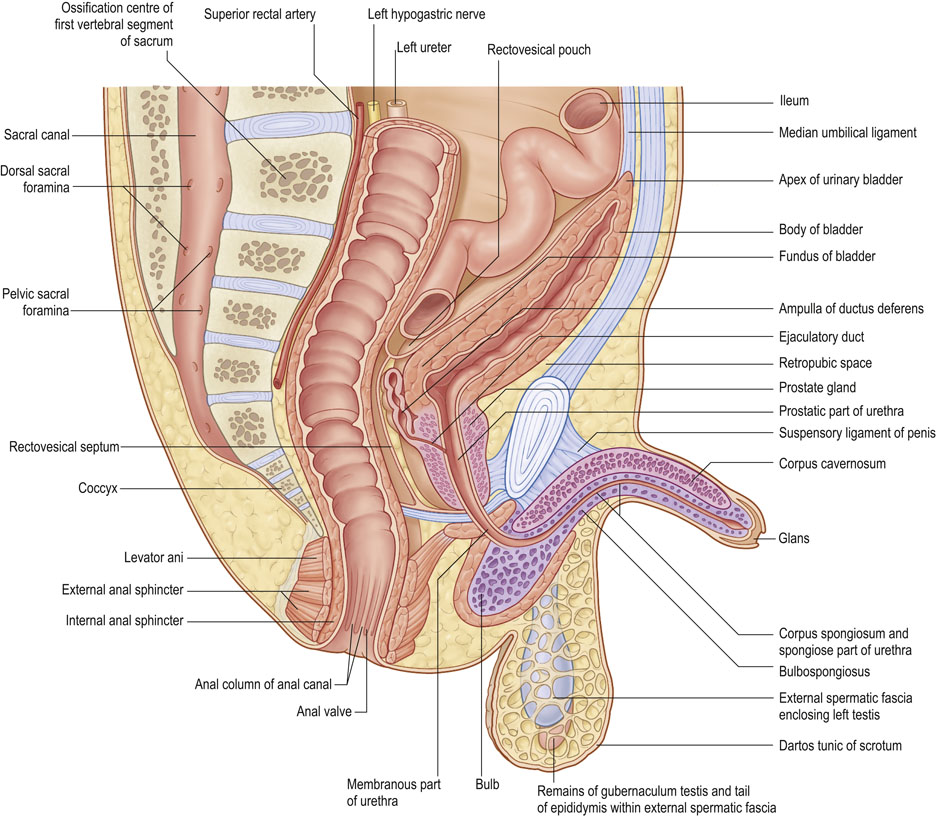 Ossification centre of
first vertebral segment
of sacrum
Superior rectal artery
Left hypogastric nerve
Left ureter
Rectovesical pouch
Sacral canal
Dorsal sacral
foramina
Pelvic sacral
foramina
Rectovesical septum
Coccyx
Levator ani
External anal sphincter
Internal anal sphincter
Anal column of anal canal
Anal valve
Membranous part
of urethra
Bulb
Remains of gubernaculum testis and tail
of epididymis within external spermatic fascia
Ileum
Median umbilical ligament
Apex of urinary bladder
Body of bladder
Fundus of bladder
Ampulla of ductus deferens
Ejaculatory duct
Retropubic space
Prostate gland
Prostatic part of urethra
Suspensory ligament of penis
Corpus cavernosum
Glans
Corpus spongiosum and
spongiose part of urethra
Bulbospongiosus
External spermatic fascia
enclosing left testis
Dartos tunic of scrotum